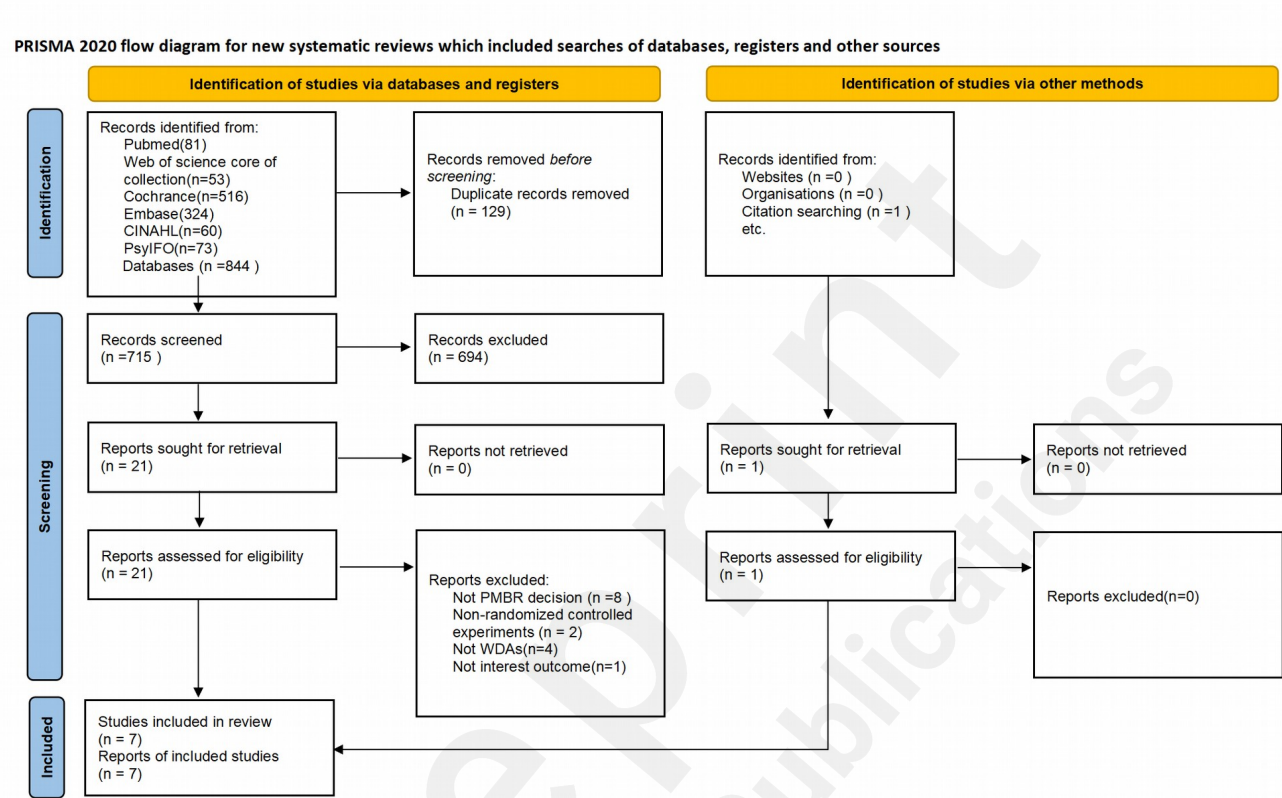 PRISMA 2020 flow diagram for new systematic reviews which included searches of databases, registers and other sources
Identification of studies via databases and registers
Identification of studies via other methods
Identification
Records identified from:
Pubmed(81)
Web of science core of
collection(n=53)
Cochrance(n=516)
Embase(324)
CINAHL(n=60)
PsyIFO(n=73)
Databases (n =844 )
Records removed before
screening:
Duplicate records removed
(n = 129)
Records identified from:
Websites (n =0 )
Organisations (n =0 )
Citation searching (n =1 )
etc.
Screening
Records screened
(n =715 )
Records excluded
(n = 694)
Reports sought for retrieval
(n = 21)
Reports not retrieved
(n = 0)
Reports sought for retrieval
(n = 1)
Reports not retrieved
(n = 0)
Reports assessed for eligibility
(n = 21)
Reports excluded:
Not PMBR decision (n =8 )
Non-randomized controlled
experiments (n = 2)
Not WDAs(n=4)
Not interest outcome(n=1)
Reports assessed for eligibility
(n = 1)
Reports excluded(n=0)
Included
Studies included in review
(n = 7)
Reports of included studies
(n = 7)
eprint
ublications